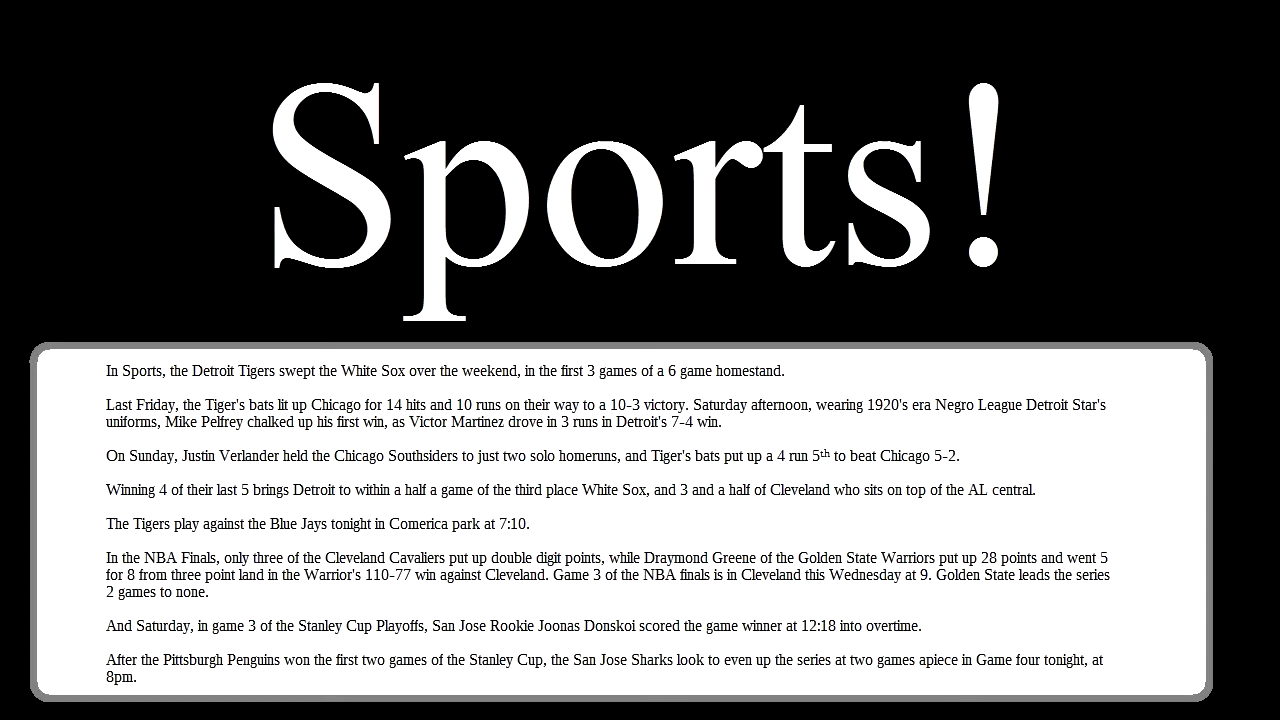 Sports!
In Sports, the Detroit Tigers swept the White Sox over the weekend, in the first 3 games of a 6 game homestand.
Last Friday, the Tiger's bats lit up Chicago for 14 hits and 10 runs on their way to a 10-3 victory. Saturday afternoon, wearing 1920's era Negro League Detroit Star's
uniforms, Mike Pelfrey chalked up his first win, as Victor Martinez drove in 3 runs in Detroit's 7-4 win.
On Sunday, Justin Verlander held the Chicago Southsiders to just two solo homeruns, and Tiger's bats put up a 4 run 5th to beat Chicago 5-2.
Winning 4 of their last 5 brings Detroit to within a half a game of the third place White Sox, and 3 and a half of Cleveland who sits on top of the AL central.
The Tigers play against the Blue Jays tonight in Comerica park at 7:10.
In the NBA Finals, only three of the Cleveland Cavaliers put up double digit points, while Draymond Greene of the Golden State Warriors put up 28 points and went 5
for 8 from three point land in the Warrior's 110-77 win against Cleveland. Game 3 of the NBA finals is in Cleveland this Wednesday at 9. Golden State leads the series
2 games to none.
And Saturday, in game 3 of the Stanley Cup Playoffs, San Jose Rookie Joonas Donskoi scored the game winner at 12:18 into overtime.
After the Pittsburgh Penguins won the first two games of the Stanley Cup, the San Jose Sharks look to even up the series at two games apiece in Game four tonight, at
8pm.